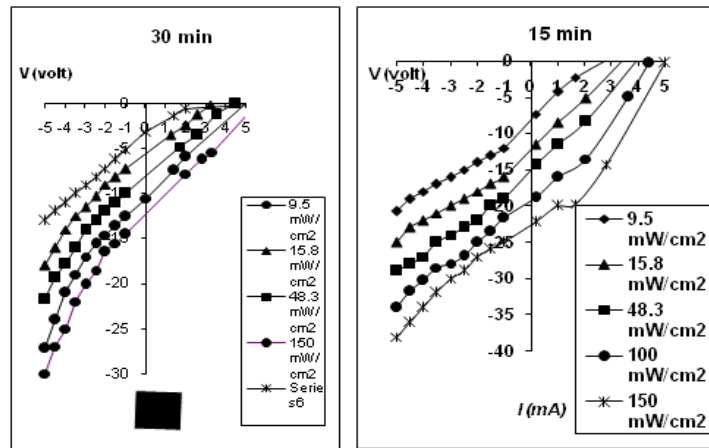 30 min
V (volt)
0
-5 -4 -3 -2 -1 0 1 2 3 4 5
-5
-10
-15
-20
-25
-30
9.5
mW/
cm2
15.8
mW/
cm2
48.3
mW/
cm2
150
mW/
cm2
Serie
s6
15 min
V (volt)
0
-5 -4 -3 -2 -1 0 1 2 3 4 5
-5
-10
-15
-20
-25
-30
-35
-40
I (mA)
9.5
mW/cm2
15.8
mW/cm2
48.3
mW/cm2
100
mW/cm2
150
mW/cm2